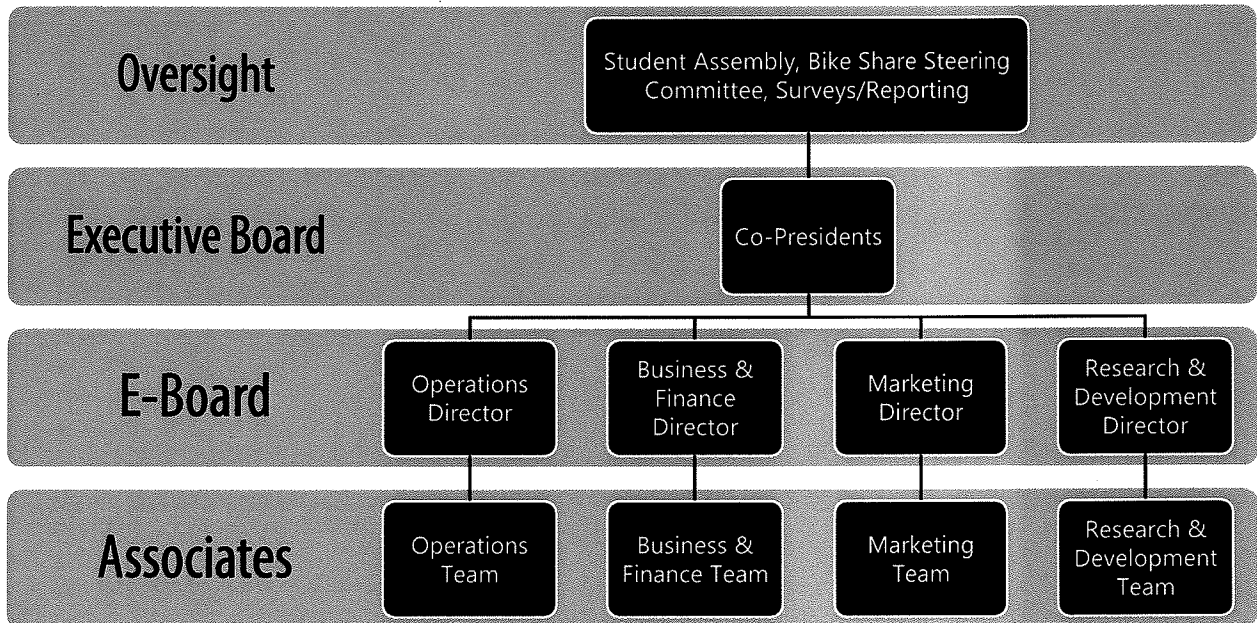 Oversight
Student Assembly, Bike Share Steering
Committee, Surveys/Reporting
Executive Board
Co-Presidents
E-Board
Operations
Director
Business &
Finance
Director
Marketing
Director
Research &
Development
Director
Associates
Operations
Team
Business &
Finance Team
Marketing
Team
Research &
Development
Team